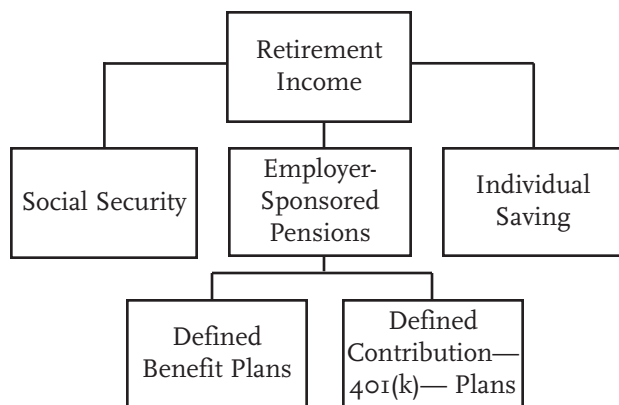 Retirement
Income
Social Security
Employer-
Sponsored
Pensions
Individual
Saving
Defined
Benefit Plans
Defined
Contribution—
401(k)— Plans